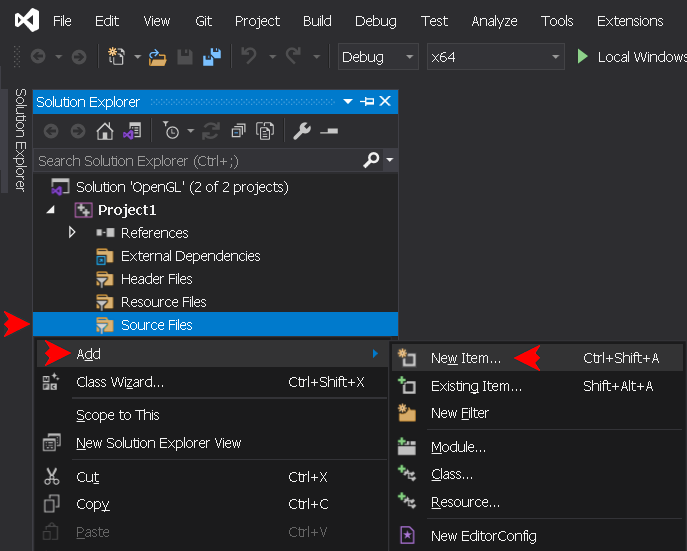 File Edit View Git Project Build Debug Test Analyze Tools Extensions
Debug x64 Local Windows
Solution Explorer
Solution Explorer
Search Solution Explorer (Ctrl+;)
Solution 'OpenGL' (2 of 2 projects)
Project1
References
External Dependencies
Header Files
Resource Files
Source Files
Add
Class Wizard... Ctrl+Shift+X
Scope to This
New Solution Explorer View
Cut Ctrl+X
Copy Ctrl+C
Paste Ctrl+V
New Item... Ctrl+Shift+A
Existing Item... Shift+Alt+A
New Filter
Module...
Class...
Resource...
New EditorConfig